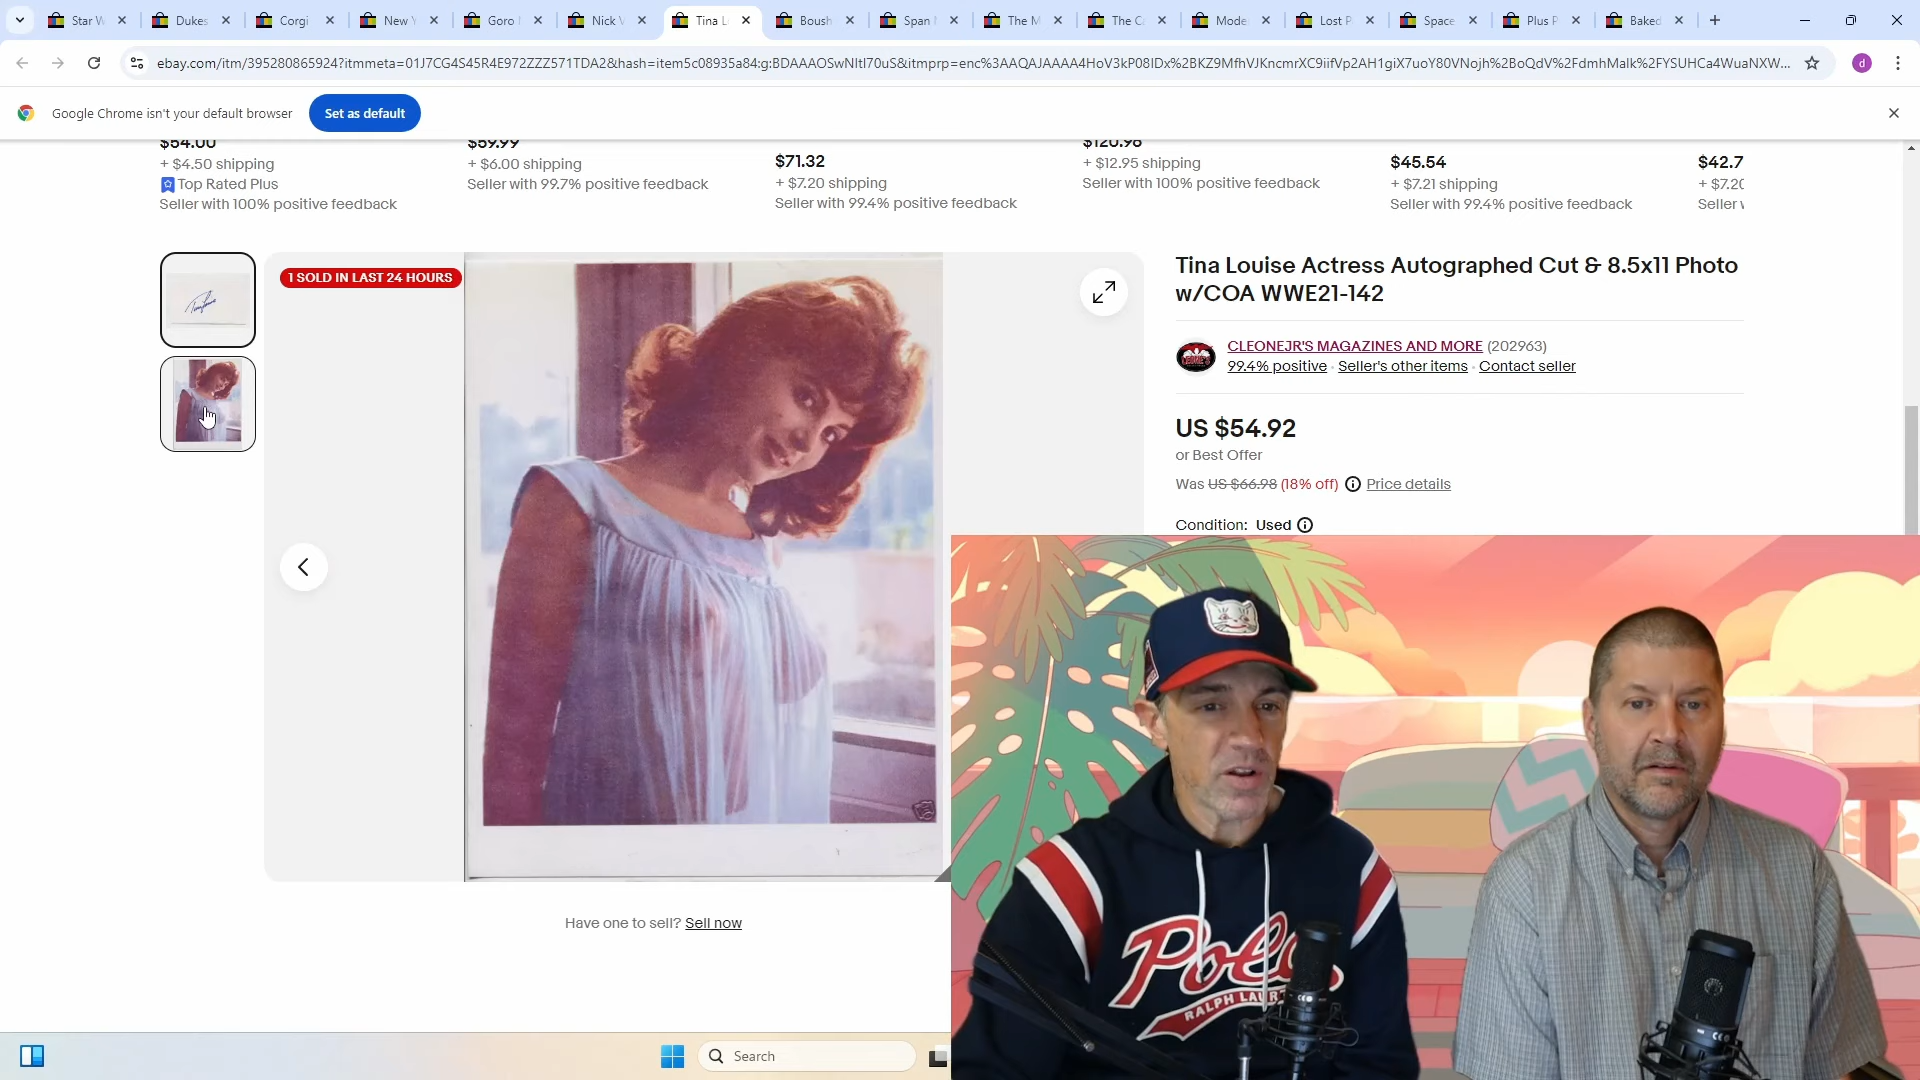 Star W
Dukes
Corgi
New Y
Goro
Nick V
Tina L
Boush
Span
The M
The C
Mode
Lost P
Space
Plus P
Baked
ebay.com/itm/395280865924?itmmeta=01J7CG4S45R4E972ZZZ571TDA2&hash=item5c08935a84:g:BDAAAOSwNItl70uS&itmprp=enc%3AAQAJAAAA4HoV3kP08IDx%2BKZ9MfhVJKncmrXC9iifVp2AH1giX7uoY80VNojh%2BoQdV%2FdmhMalk%2FYSUHCa4WuaNXW...
d
Google Chrome isn't your default browser
Set as default
$54.00
+ $4.50 shipping
Top Rated Plus
Seller with 100% positive feedback
$59.99
+ $6.00 shipping
Seller with 99.7% positive feedback
$71.32
+ $7.20 shipping
Seller with 99.4% positive feedback
$120.98
+ $12.95 shipping
Seller with 100% positive feedback
$45.54
+ $7.21 shipping
Seller with 99.4% positive feedback
$42.7
+ $7.20
Seller
1 SOLD IN LAST 24 HOURS
Tina Louise Actress Autographed Cut & 8.5x11 Photo
w/COA WWE21-142
CLEONEJR'S MAGAZINES AND MORE (202963)
99.4% positive · Seller's other items · Contact seller
US $54.92
or Best Offer
Was US $66.98 (18% off) Price details
Condition: Used
Have one to sell? Sell now
Polo
RALPH LAUR
Search